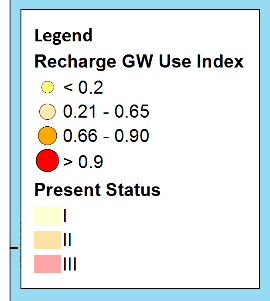 Legend
Recharge GW Use Index
< 0.2
0.21 - 0.65
0.66 - 0.90
> 0.9
Present Status
I
II
III